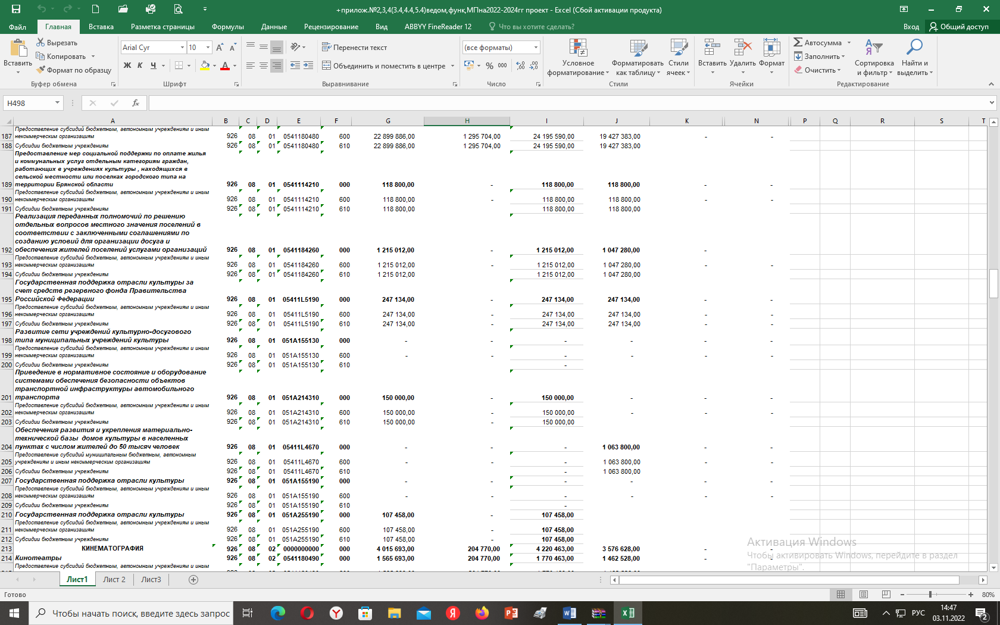 +прилож.№2,3,4(3.4,4.4,5.4)ведом,функ,МПна2022-2024гг проект - Excel (Сбой активации продукта)
Файл Главная Вставка Разметка страницы Формулы Данные Рецензирование Вид ABBYY FineReader 12 Что вы хотите сделать? Вход Общий доступ
Вставить
Вырезать
Копировать
Формат по образцу
Буфер обмена
Arial Cyr 10
Ж К Ч
Шрифт
Перенести текст
Объединить и поместить в центре
Выравнивание
(все форматы)
% 000
Число
Условное форматирование
Форматировать как таблицу
Стили ячеек
Стили
Вставить Удалить Формат
Ячейки
Автосумма
Заполнить
Очистить
Сортировка и фильтр
Найти и выделить
Редактирование
H498 fx
A B C D E F G H I J K N P Q R S T
Предоставление субсидий бюджетным, автономным учреждениям и иным
187 некоммерческим организациям 926 08 01 0541180480 600 22 899 886,00 1 295 704,00 24 195 590,00 19 427 383,00 - -
188 Субсидии бюджетным учреждениям 926 08 01 0541180480 610 22 899 886,00 1 295 704,00 24 195 590,00 19 427 383,00
Предоставление мер социальной поддержки по оплате жилья
и коммунальных услуг отдельным категориям граждан,
работающих в учреждениях культуры , находящихся в
сельской местности или поселках городского типа на
189 территории Брянской области 926 08 01 0541114210 000 118 800,00 - 118 800,00 118 800,00 - -
Предоставление субсидий бюджетным, автономным учреждениям и иным
190 некоммерческим организациям 926 08 01 0541114210 600 118 800,00 - 118 800,00 118 800,00 - -
191 Субсидии бюджетным учреждениям 926 08 01 0541114210 610 118 800,00 118 800,00 118 800,00
Реализация переданных полномочий по решению
отдельных вопросов местного значения поселений в
соответствии с заключенными соглашениями по
созданию условий для организации досуга и
192 обеспечения жителей поселений услугами организаций 926 08 01 0541184260 000 1 215 012,00 - 1 215 012,00 1 047 280,00 -
Предоставление субсидий бюджетным, автономным учреждениям и иным
193 некоммерческим организациям 926 08 01 0541184260 600 1 215 012,00 - 1 215 012,00 1 047 280,00 - -
194 Субсидии бюджетным учреждениям 926 08 01 0541184260 610 1 215 012,00 1 215 012,00 1 047 280,00
Государственная поддержка отрасли культуры за
счет средств резервного фонда Правительства
195 Российской Федерации 926 08 01 05411L5190 000 247 134,00 - 247 134,00 247 134,00 - -
Предоставление субсидий бюджетным, автономным учреждениям и иным
196 некоммерческим организациям 926 08 01 05411L5190 600 247 134,00 - 247 134,00 247 134,00 - -
197 Субсидии бюджетным учреждениям 926 08 01 05411L5190 610 247 134,00 - 247 134,00 247 134,00 - -
Развитие сети учреждений культурно-досугового
198 типа муниципальных учреждений культуры 926 08 01 051A155130 000 - - - - - -
Предоставление субсидий бюджетным, автономным учреждениям и иным
199 некоммерческим организациям 926 08 01 051A155130 600 - - - - - -
200 Субсидии бюджетным учреждениям 926 08 01 051A155130 610 -
Приведение в нормативное состояние и оборудование
системами обеспечения безопасности объектов
транспортной инфраструктуры автомобильного
201 транспорта 926 08 01 051A214310 000 150 000,00 - 150 000,00 - - -
Предоставление субсидий бюджетным, автономным учреждениям и иным
202 некоммерческим организациям 926 08 01 051A214310 600 150 000,00 - 150 000,00 - - -
203 Субсидии бюджетным учреждениям 926 08 01 051A214310 610 150 000,00 - 150 000,00
Обеспечения развития и укрепления материально-
технической базы домов культуры в населенных
204 пунктах с числом жителей до 50 тысяч человек 926 08 01 05411L4670 000 - - - 1 063 800,00 - -
Предоставление субсидий муниципальным бюджетным, автономным
205 учреждениям и иным некоммерческим организациям 926 08 01 05411L4670 600 - - - 1 063 800,00 - -
206 Субсидии бюджетным учреждениям 926 08 01 05411L4670 610 - 1 063 800,00
207 Государственная поддержка отрасли культуры 926 08 01 051A155190 000 - - - - - -
Предоставление субсидий бюджетным, автономным учреждениям и иным
208 некоммерческим организациям 926 08 01 051A155190 600 - - - - - -
209 Субсидии бюджетным учреждениям 926 08 01 051A155190 610 -
210 Государственная поддержка отрасли культуры 926 08 01 051A255190 000 107 458,00 - 107 458,00
Предоставление субсидий бюджетным, автономным учреждениям и иным
211 некоммерческим организациям 926 08 01 051A255190 600 107 458,00 - 107 458,00
212 Субсидии бюджетным учреждениям 926 08 01 051A255190 610 107 458,00 - 107 458,00
213 КИНЕМАТОГРАФИЯ 926 08 02 0000000000 000 4 015 693,00 204 770,00 4 220 463,00 3 576 628,00 - -
214 Кинотеатры 926 08 02 0541180490 000 1 565 693,00 204 770,00 1 770 463,00 1 462 528,00 - -
Предоставление субсидий бюджетным, автономным учреждениям и иным
Активация Windows
Чтобы активировать Windows, перейдите в раздел
"Параметры".
Лист1 Лист 2 Лист3
Готово 80%
Чтобы начать поиск, введите здесь запрос
РУС
14:47
03.11.2022
2